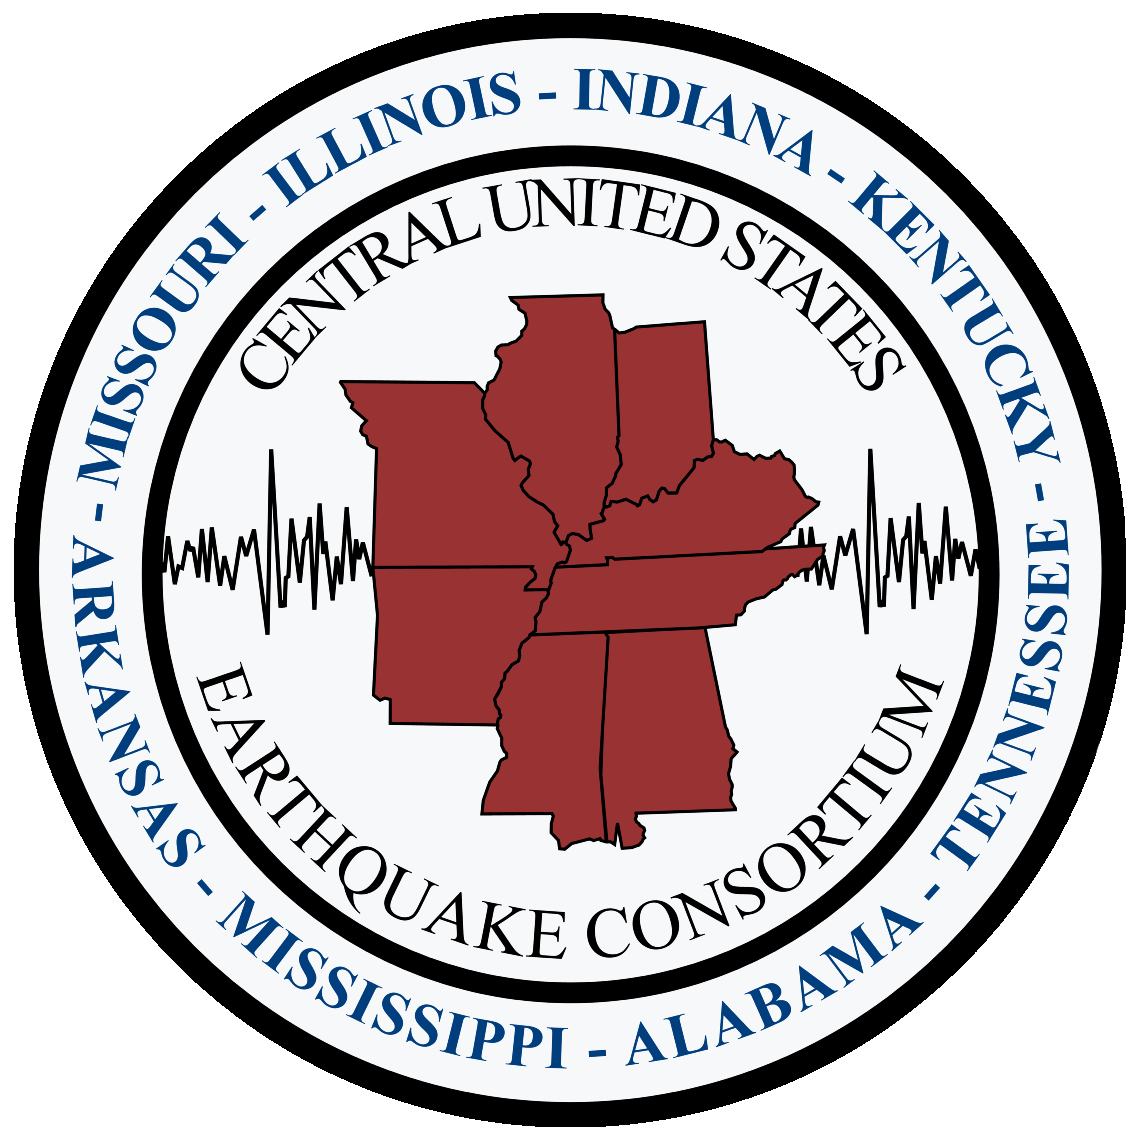 ARKANSAS - MISSOURI - ILLINOIS - INDIANA - KENTUCKY - TENNESSEE - ALABAMA - MISSISSIPPI -
CENTRAL UNITED STATES
EARTHQUAKE CONSORTIUM